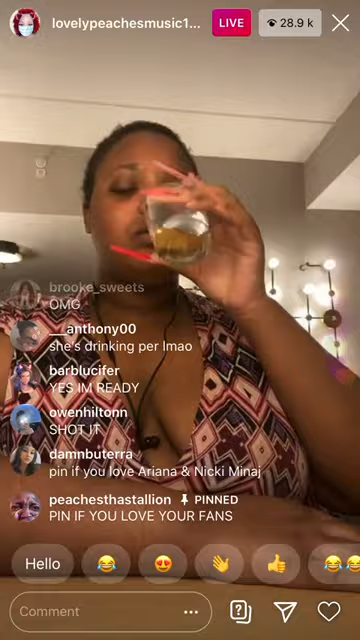 lovelypeachesmusic1...
LIVE
28.9 k
brooke_sweets
OMG
__anthony00
she's drinking per lmao
barblucifer
YES IM READY
owenhiltonn
SHOT IT
damnbuterra
pin if you love Ariana & Nicki Minaj
peachesthastallion PINNED
PIN IF YOU LOVE YOUR FANS
Hello
Comment